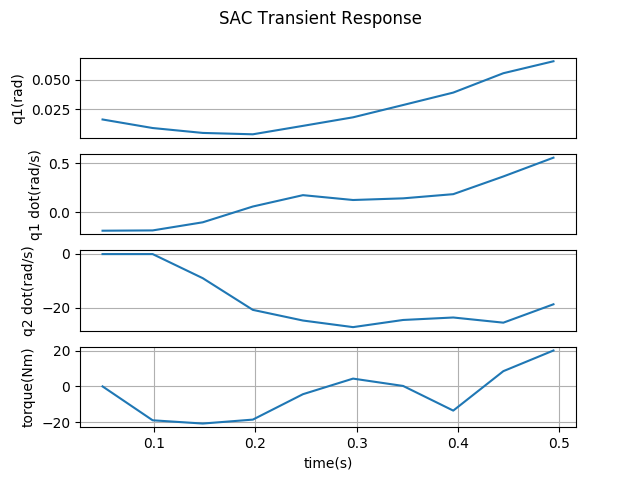 SAC Transient Response
0.050
0.025
q1(rad)
0.5
0.0
q1 dot(rad/s)
0
−20
q2 dot(rad/s)
20
0
−20
torque(Nm)
0.1 0.2 0.3 0.4 0.5
time(s)